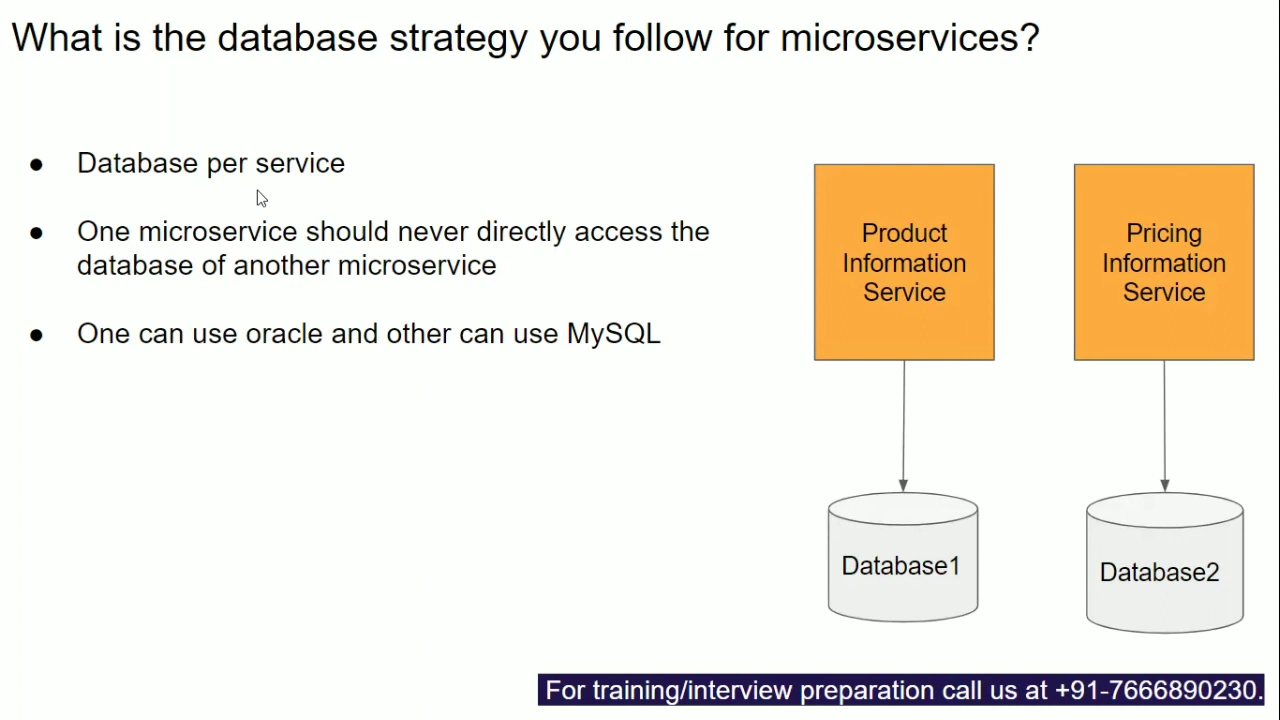 What is the database strategy you follow for microservices?
● Database per service
● One microservice should never directly access the
database of another microservice
● One can use oracle and other can use MySQL
Product
Information
Service
Pricing
Information
Service
Database1
Database2
For training/interview preparation call us at +91-7666890230.